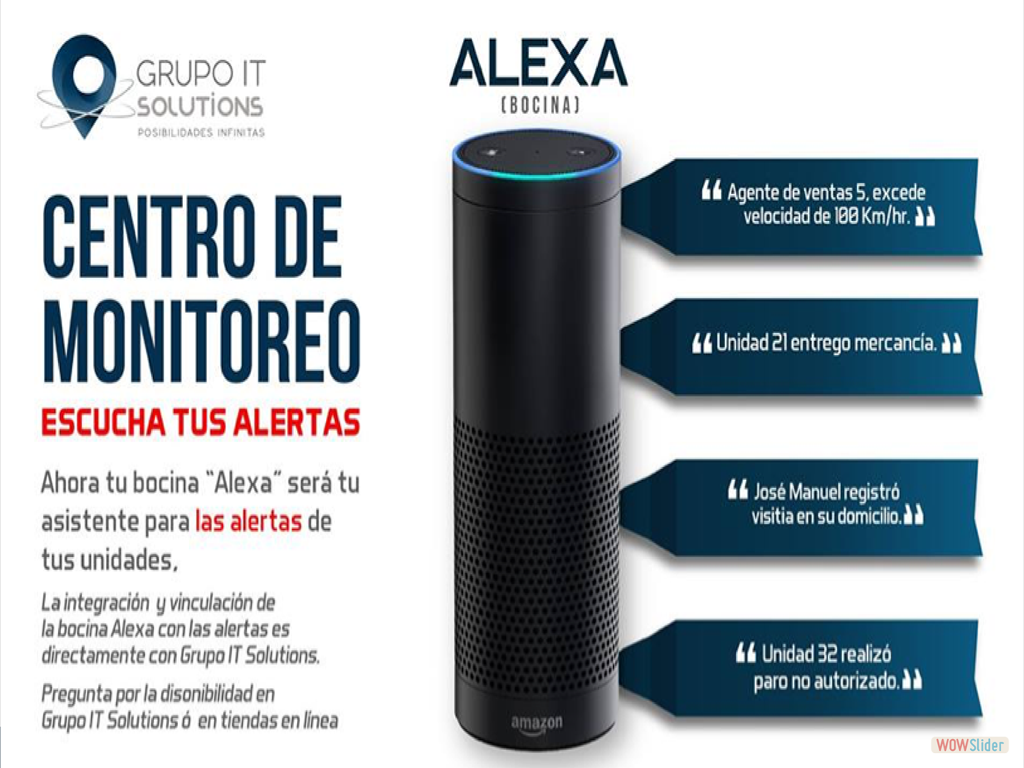 GRUPO IT
SOLUTIONS
POSIBILIDADES INFINITAS
CENTRO DE
MONITOREO
ESCUCHA TUS ALERTAS
Ahora tu bocina “Alexa” será tu
asistente para las alertas de
tus unidades,
La integración y vinculación de
la bocina Alexa con las alertas es
directamente con Grupo IT Solutions.
Pregunta por la disonibilidad en
Grupo IT Solutions ó en tiendas en línea
ALEXA
(BOCINA)
“ Agente de ventas 5, excede
velocidad de 100 Km/hr. ”
“ Unidad 21 entrego mercancía. ”
“ José Manuel registró
visitia en su domicilio. ”
“ Unidad 32 realizó
paro no autorizado. ”
amazon
WOWSlider